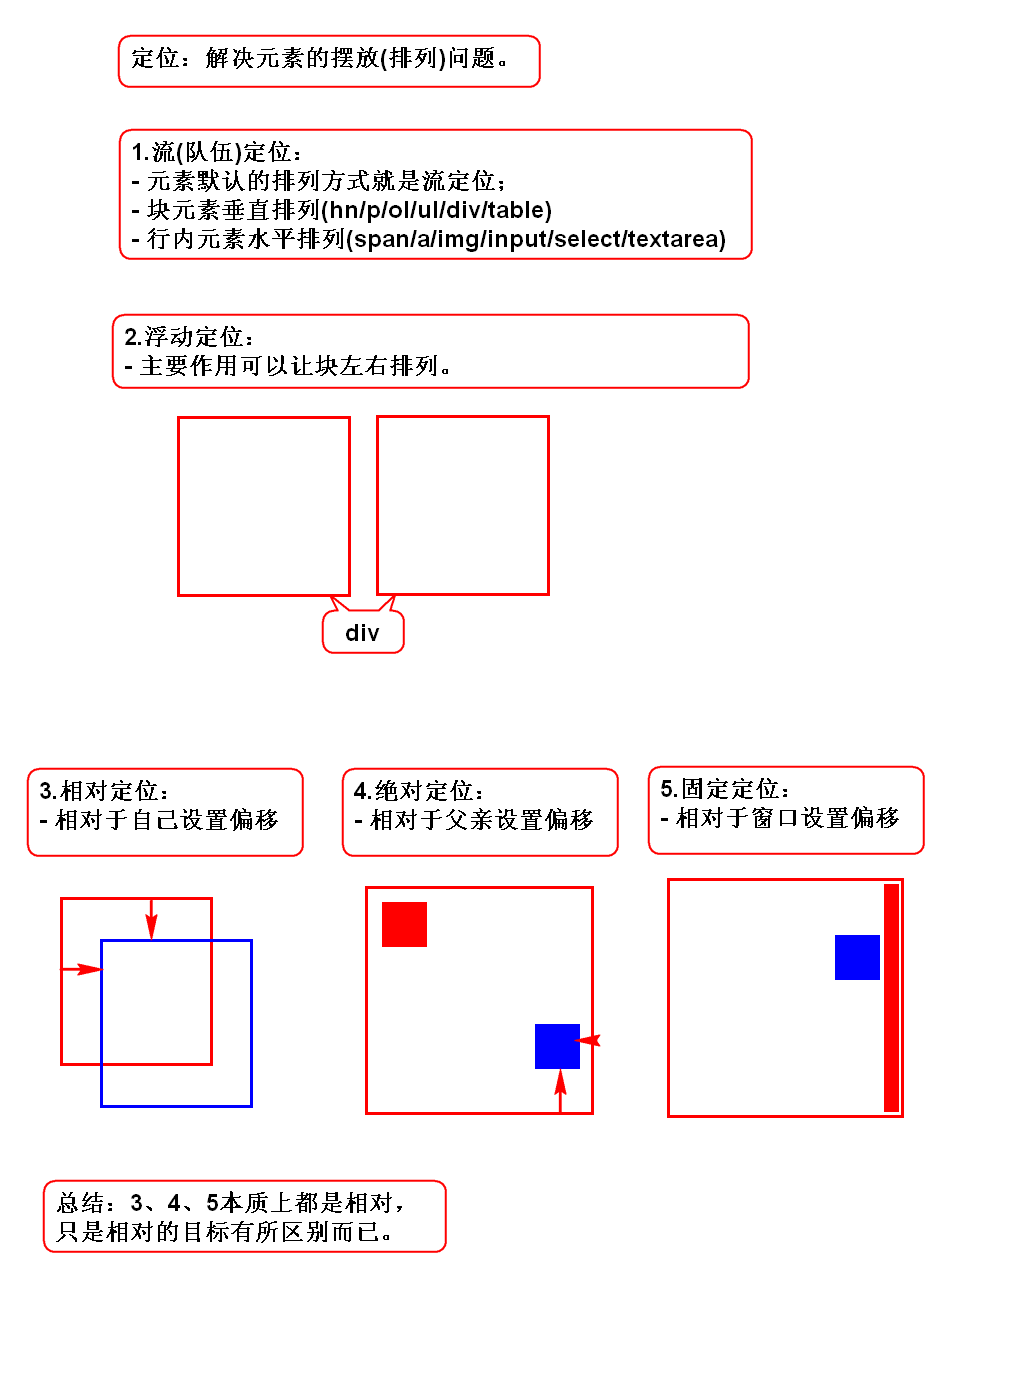 定位：解决元素的摆放(排列)问题。
1.流(队伍)定位：
- 元素默认的排列方式就是流定位；
- 块元素垂直排列(hn/p/ol/ul/div/table)
- 行内元素水平排列(span/a/img/input/select/textarea)
2.浮动定位：
- 主要作用可以让块左右排列。
div
3.相对定位：
- 相对于自己设置偏移
4.绝对定位：
- 相对于父亲设置偏移
5.固定定位：
- 相对于窗口设置偏移
总结：3、4、5本质上都是相对，
只是相对的目标有所区别而已。